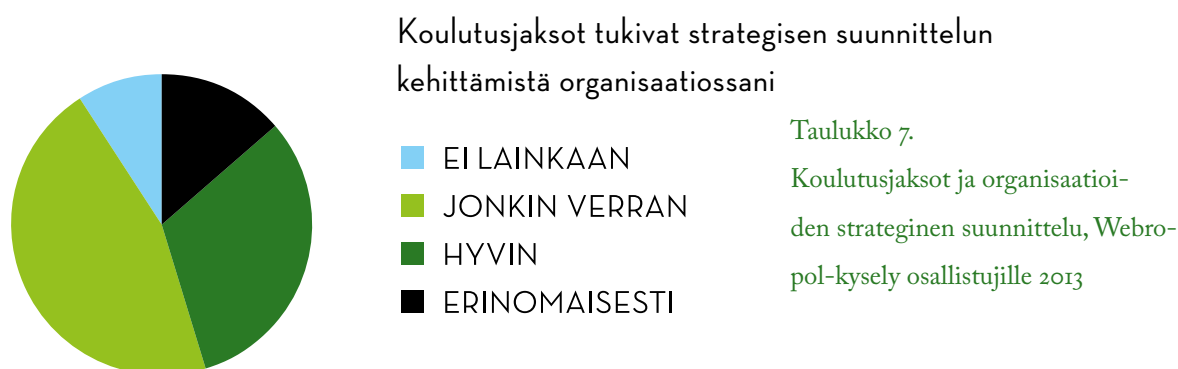 Koulutusjaksot tukivat strategisen suunnittelun
kehittämistä organisaatiossani
EI LAINKAAN
JONKIN VERRAN
HYVIN
ERINOMAISESTI
Taulukko 7.
Koulutusjaksot ja organisaatioi-
den strateginen suunnittelu, Webro-
pol-kysely osallistujille 2013